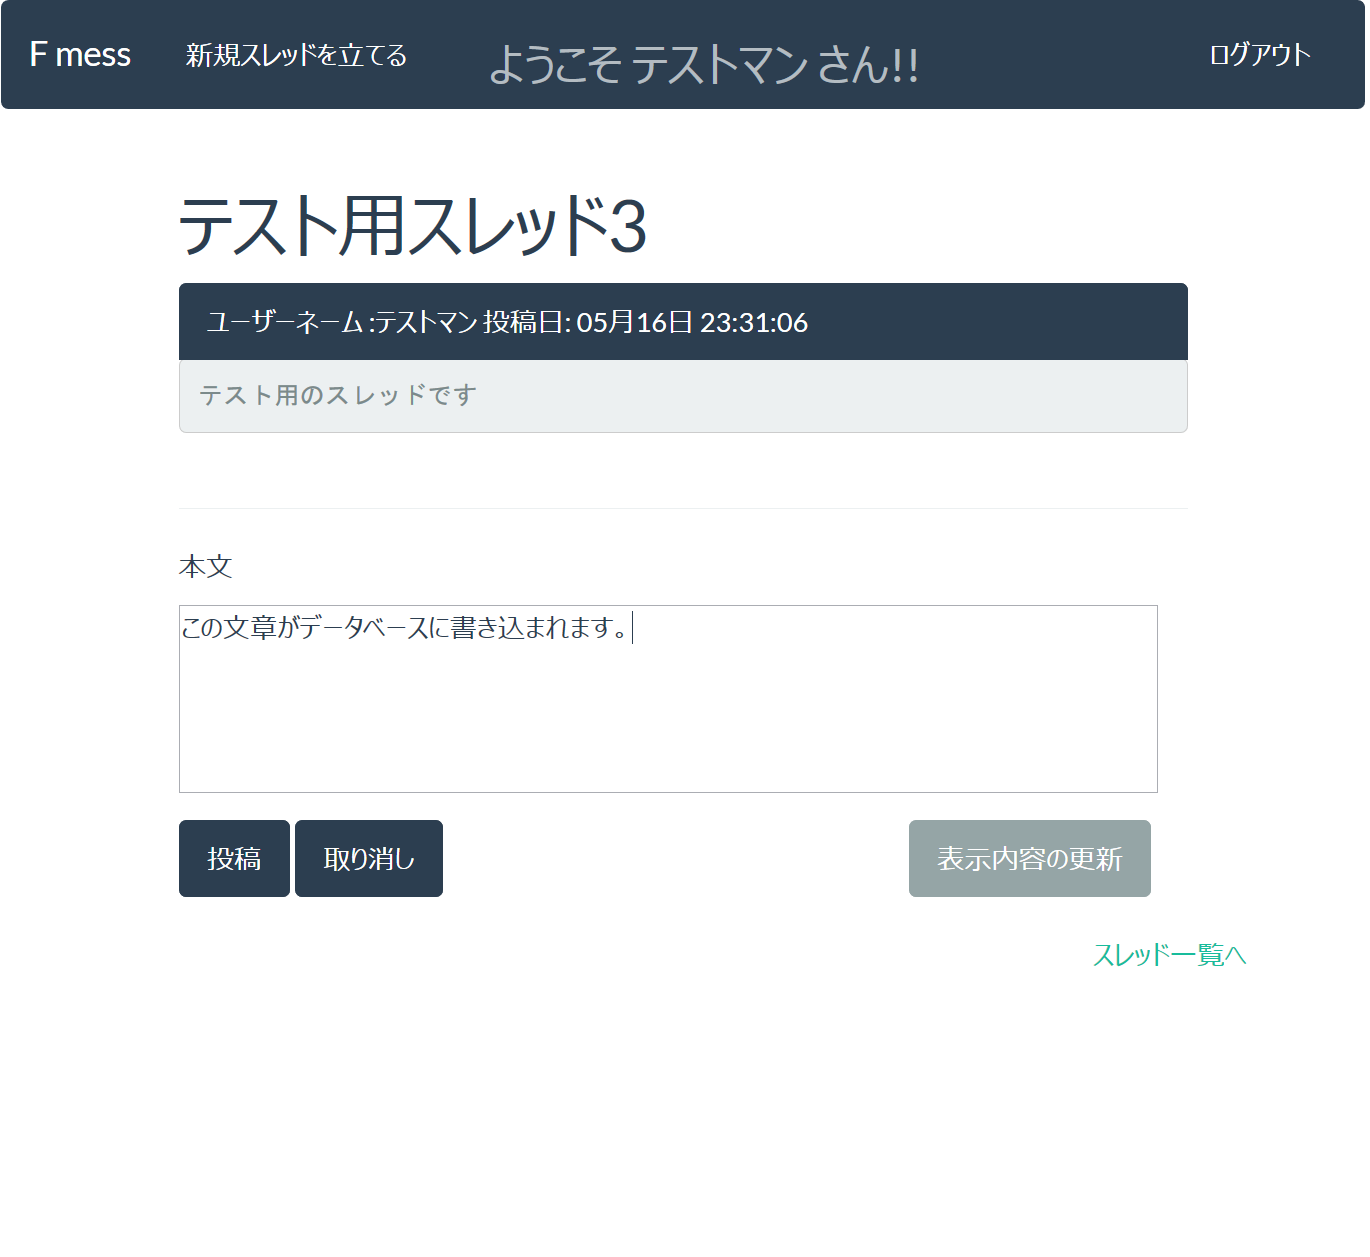 F mess 新規スレッドを立てる ようこそ テストマン さん!! ログアウト
テスト用スレッド3
ユーザーネーム :テストマン 投稿日: 05月16日 23:31:06
テスト用のスレッドです
本文
この文章がデータベースに書き込まれます。
投稿 取り消し 表示内容の更新
スレッド一覧へ